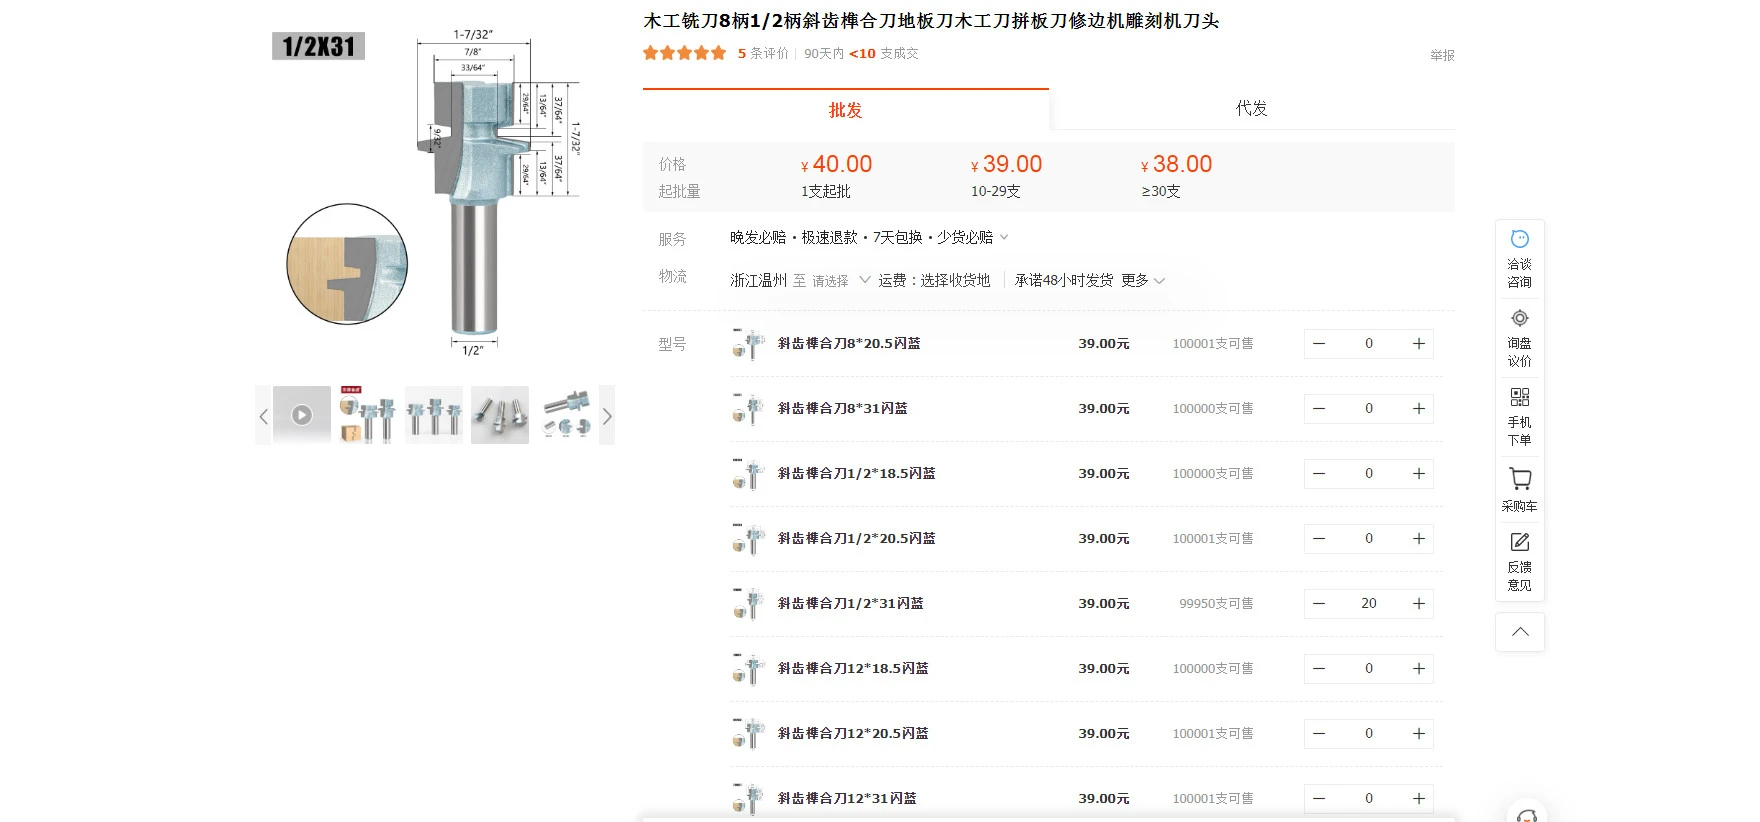 木工铣刀8柄1/2柄斜齿榫合刀地板刀木工刀拼板刀修边机雕刻机刀头
5 条评价 90天内 <10 支成交
举报
1/2X31
1-7/32"
7/8"
33/64"
29/64"
13/64"
37/64"
1-7/32"
9/32"
29/64"
13/64"
37/64"
1/2"
批发
代发
价格 ¥40.00 ¥39.00 ¥38.00
起批量 1支起批 10-29支 ≥30支
服务 晚发必赔·极速退款·7天包换·少货必赔
物流 浙江温州 至 请选择 运费：选择收货地 承诺48小时发货 更多
型号 斜齿榫合刀8*20.5闪蓝 39.00元 100001支可售 — 0 +
斜齿榫合刀8*31闪蓝 39.00元 100000支可售 — 0 +
斜齿榫合刀1/2*18.5闪蓝 39.00元 100000支可售 — 0 +
斜齿榫合刀1/2*20.5闪蓝 39.00元 100001支可售 — 0 +
斜齿榫合刀1/2*31闪蓝 39.00元 99950支可售 — 20 +
斜齿榫合刀12*18.5闪蓝 39.00元 100000支可售 — 0 +
斜齿榫合刀12*20.5闪蓝 39.00元 100001支可售 — 0 +
斜齿榫合刀12*31闪蓝 39.00元 100001支可售 — 0 +
洽谈
咨询
询盘
议价
手机
下单
采购车
反馈
意见